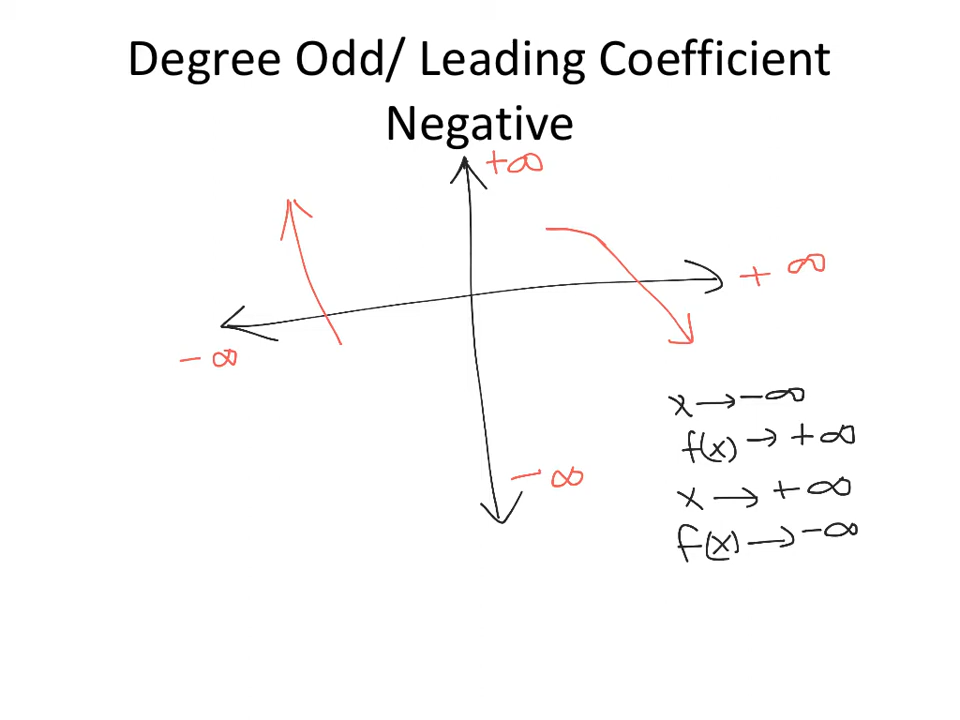 Degree Odd/ Leading Coefficient
Negative
+∞
+ ∞
- ∞
- ∞
x → -∞
f(x) → +∞
x → +∞
f(x) → -∞